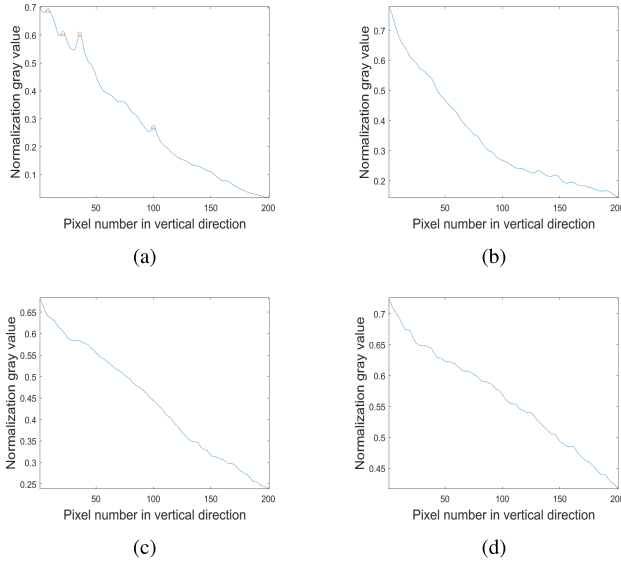 0.7
0.6
0.5
0.4
0.3
0.2
0.1
Normalization gray value
50 100 150 200
Pixel number in vertical direction
(a)
0.7
0.6
0.5
0.4
0.3
0.2
Normalization gray value
50 100 150 200
Pixel number in vertical direction
(b)
0.65
0.6
0.55
0.5
0.45
0.4
0.35
0.3
0.25
Normalization gray value
50 100 150 200
Pixel number in vertical direction
(c)
0.7
0.65
0.6
0.55
0.5
0.45
Normalization gray value
50 100 150 200
Pixel number in vertical direction
(d)